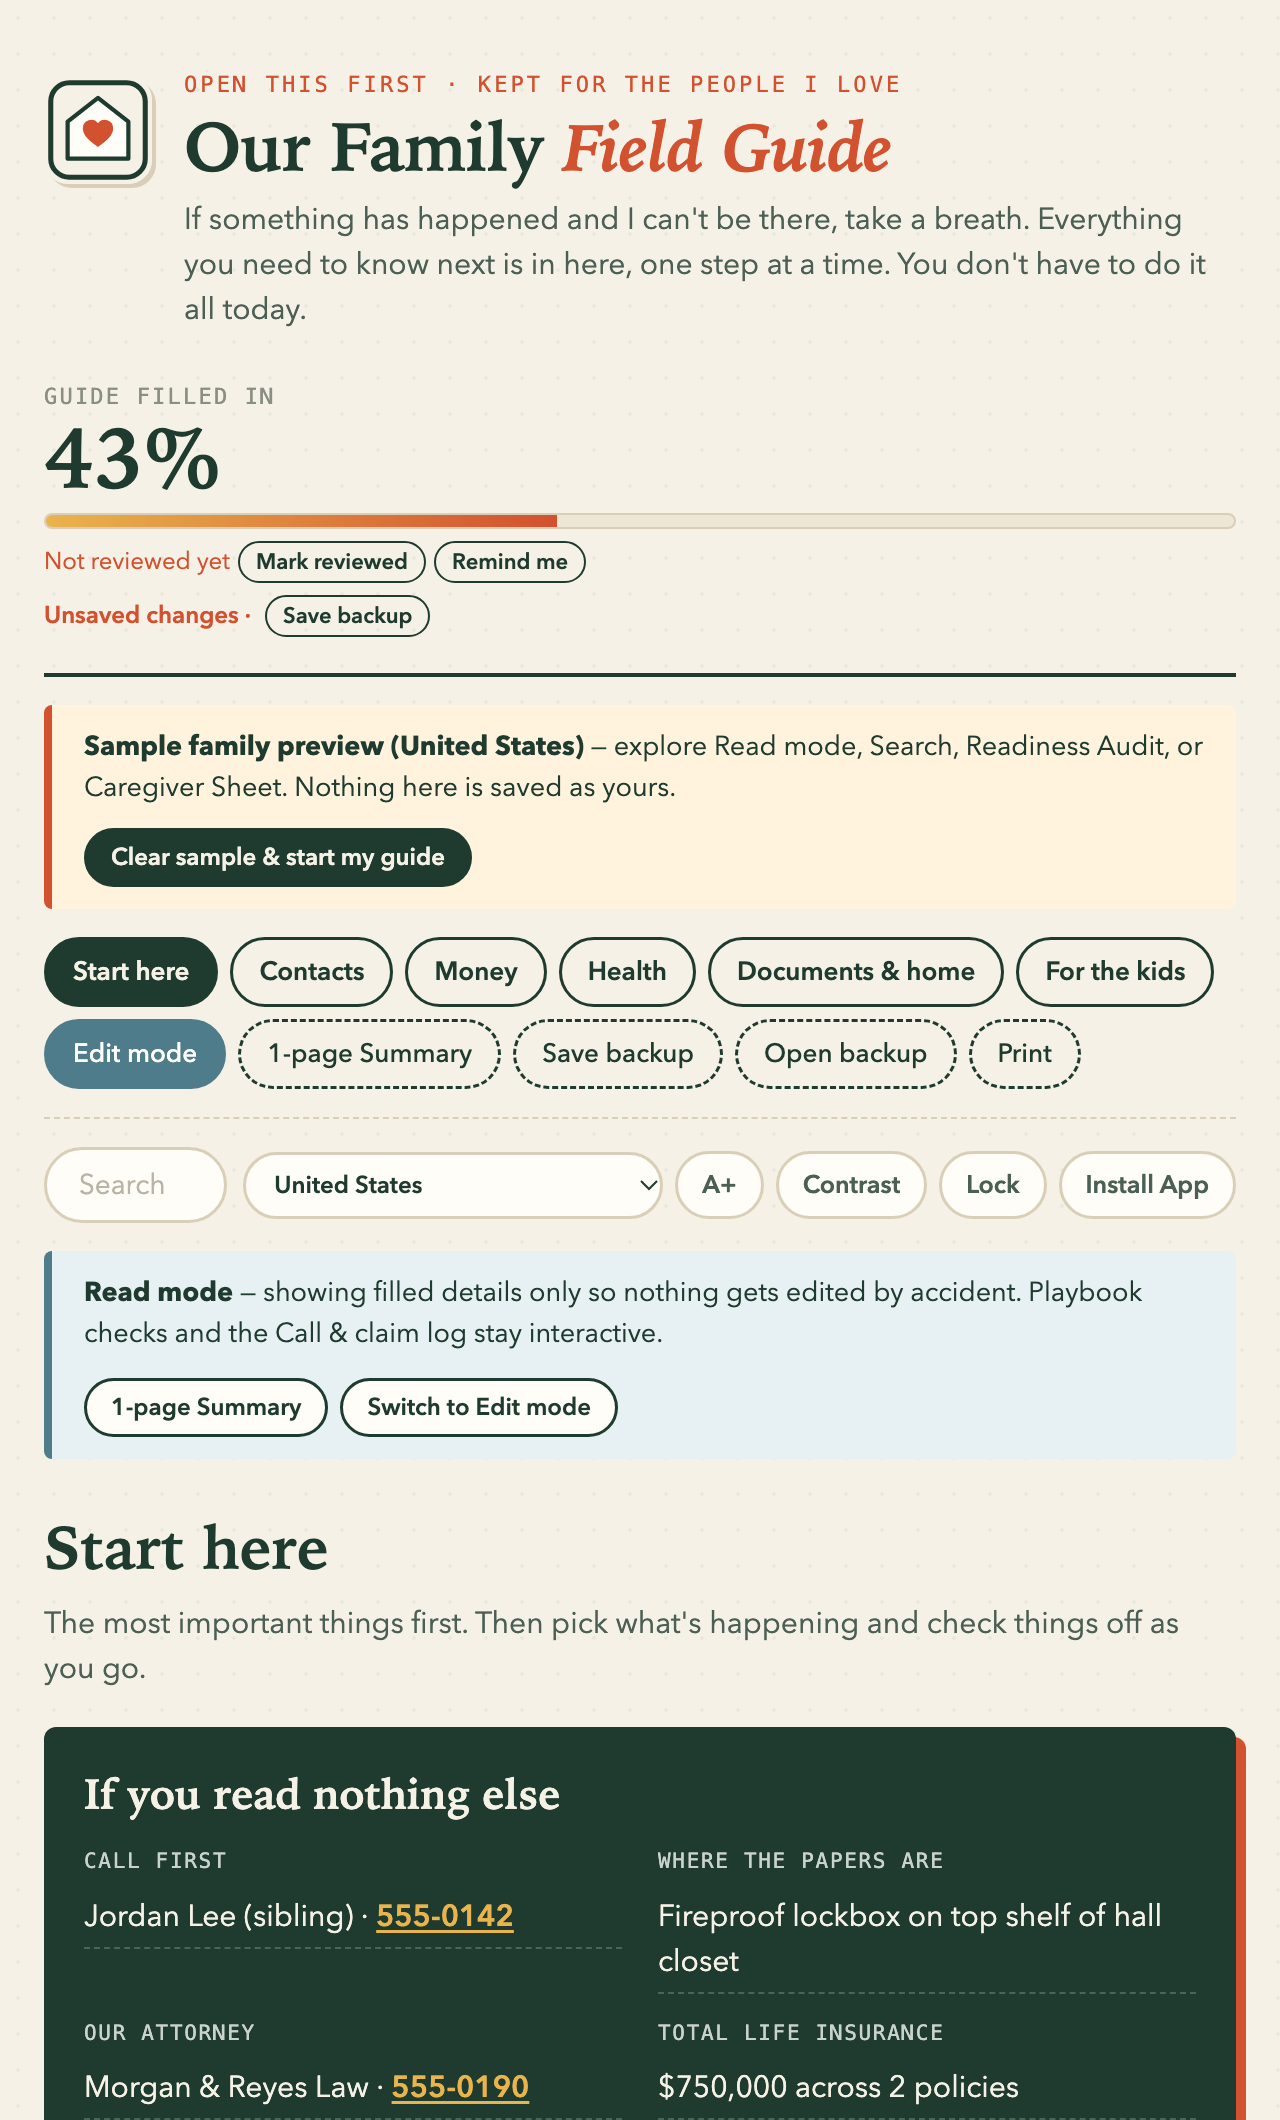 OPEN THIS FIRST · KEPT FOR THE PEOPLE I LOVE
Our Family Field Guide
If something has happened and I can't be there, take a breath. Everything
you need to know next is in here, one step at a time. You don't have to do it
all today.
GUIDE FILLED IN
43%
Not reviewed yet Mark reviewed Remind me
Unsaved changes · Save backup
Sample family preview (United States) – explore Read mode, Search, Readiness Audit, or
Caregiver Sheet. Nothing here is saved as yours.
Clear sample & start my guide
Start here Contacts Money Health Documents & home For the kids
Edit mode 1-page Summary Save backup Open backup Print
Search United States A+ Contrast Lock Install App
Read mode – showing filled details only so nothing gets edited by accident. Playbook
checks and the Call & claim log stay interactive.
1-page Summary Switch to Edit mode
Start here
The most important things first. Then pick what's happening and check things off as
you go.
If you read nothing else
CALL FIRST
Jordan Lee (sibling) · 555-0142
WHERE THE PAPERS ARE
Fireproof lockbox on top shelf of hall
closet
OUR ATTORNEY
Morgan & Reyes Law · 555-0190
TOTAL LIFE INSURANCE
$750,000 across 2 policies